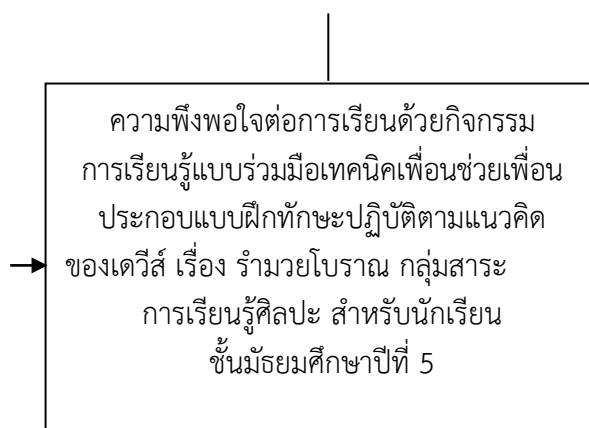 ความพึงพอใจต่อการเรียนด้วยกิจกรรม
การเรียนรู้แบบร่วมมือเทคนิคเพื่อนช่วยเพื่อน
ประกอบแบบฝึกทักษะปฏิบัติตามแนวคิด
ของเดวีส์ เรื่อง รำมวยโบราณ กลุ่มสาระ
การเรียนรู้ศิลปะ สำหรับนักเรียน
ชั้นมัธยมศึกษาปีที่ 5